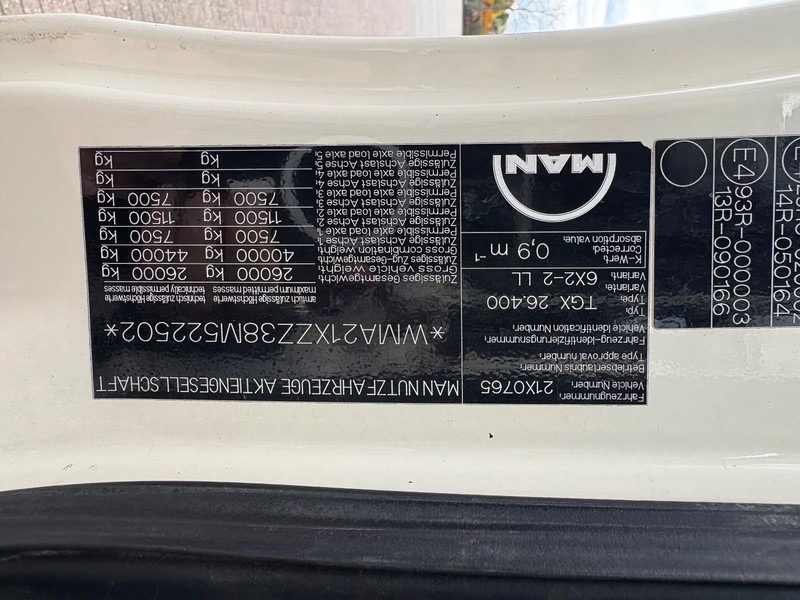 Fahrzeugnummer:
Vehicle Number: 21X0765
Betriebserlaubnis Nummer:
Type approval number:
Fahrzeug-Identifizierungsnummer:
Vehicle Identification Number:
Type:
Type: TGX 26.400
Variante:
Variant: 6X2-2 LL
K-Wert:
Corrected absorption value: 0,9 m⁻¹
MAN
MAN NUTZFAHRZEUGE AKTIENGESELLSCHAFT
*WMA21XZZ38M522502*
amtlich zulässige Höchstwerte technisch zulässige Höchstwerte
maximum permitted masses technically permissible maximum
Zulässiges Gesamtgewicht:
Gross vehicle weight: 26000 kg 26000 kg
Zulässiges Zug-Gesamtgewicht:
Gross combination weight: 40000 kg 44000 kg
Zulässige Achslast Achse 1:
Permissible axle load axle 1: 7500 kg 7500 kg
Zulässige Achslast Achse 2:
Permissible axle load axle 2: 11500 kg 11500 kg
Zulässige Achslast Achse 3:
Permissible axle load axle 3: 7500 kg 7500 kg
Zulässige Achslast Achse 4:
Permissible axle load axle 4: kg kg
Zulässige Achslast Achse 5:
Permissible axle load axle 5: kg kg
14R-050164
13R-090166
E4 93R-000003